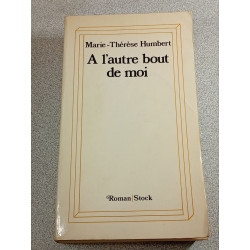 Marie-Thérèse Humbert
A l'autre bout
de moi
Roman/Stock